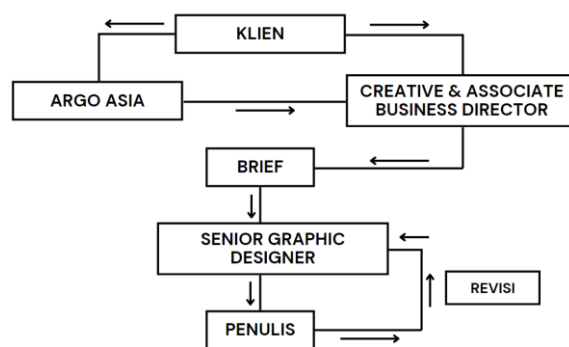 KLIEN
ARGO ASIA
CREATIVE & ASSOCIATE
BUSINESS DIRECTOR
BRIEF
SENIOR GRAPHIC
DESIGNER
REVISI
PENULIS